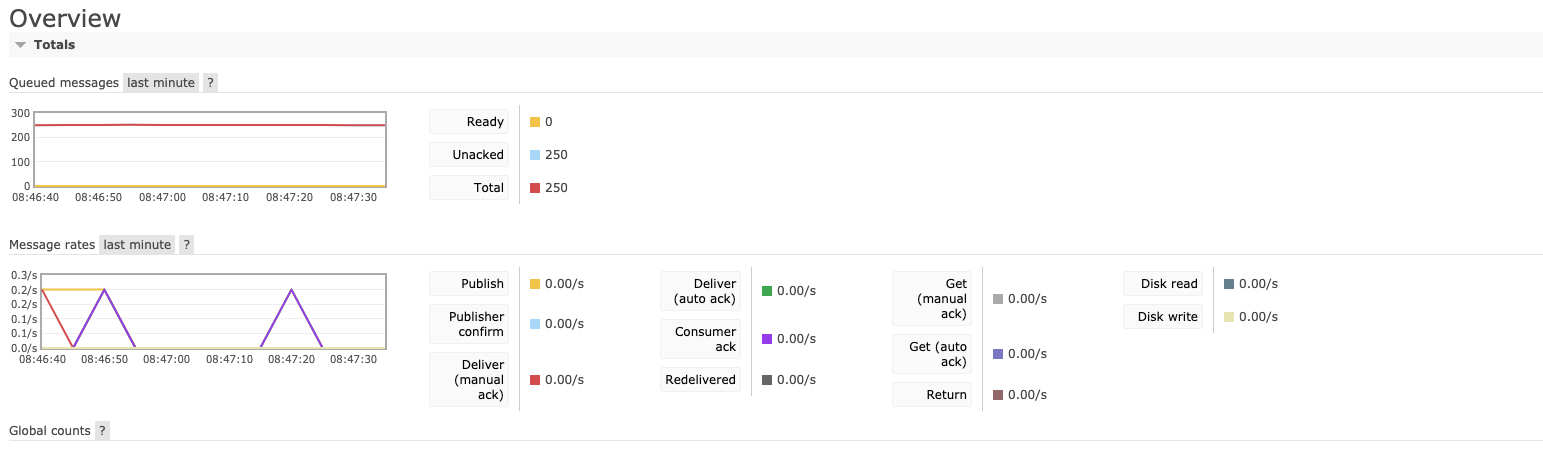 Overview
Totals
Queued messages last minute ?
300
200
100
0
08:46:40 08:46:50 08:47:00 08:47:10 08:47:20 08:47:30
Ready 0
Unacked 250
Total 250
Message rates last minute ?
0.3/s
0.2/s
0.2/s
0.1/s
0.1/s
0.0/s
08:46:40 08:46:50 08:47:00 08:47:10 08:47:20 08:47:30
Publish 0.00/s
Publisher
confirm 0.00/s
Deliver
(manual
ack) 0.00/s
Deliver
(auto ack) 0.00/s
Consumer
ack 0.00/s
Redelivered 0.00/s
Get
(manual
ack) 0.00/s
Get (auto
ack) 0.00/s
Return 0.00/s
Disk read 0.00/s
Disk write 0.00/s
Global counts ?